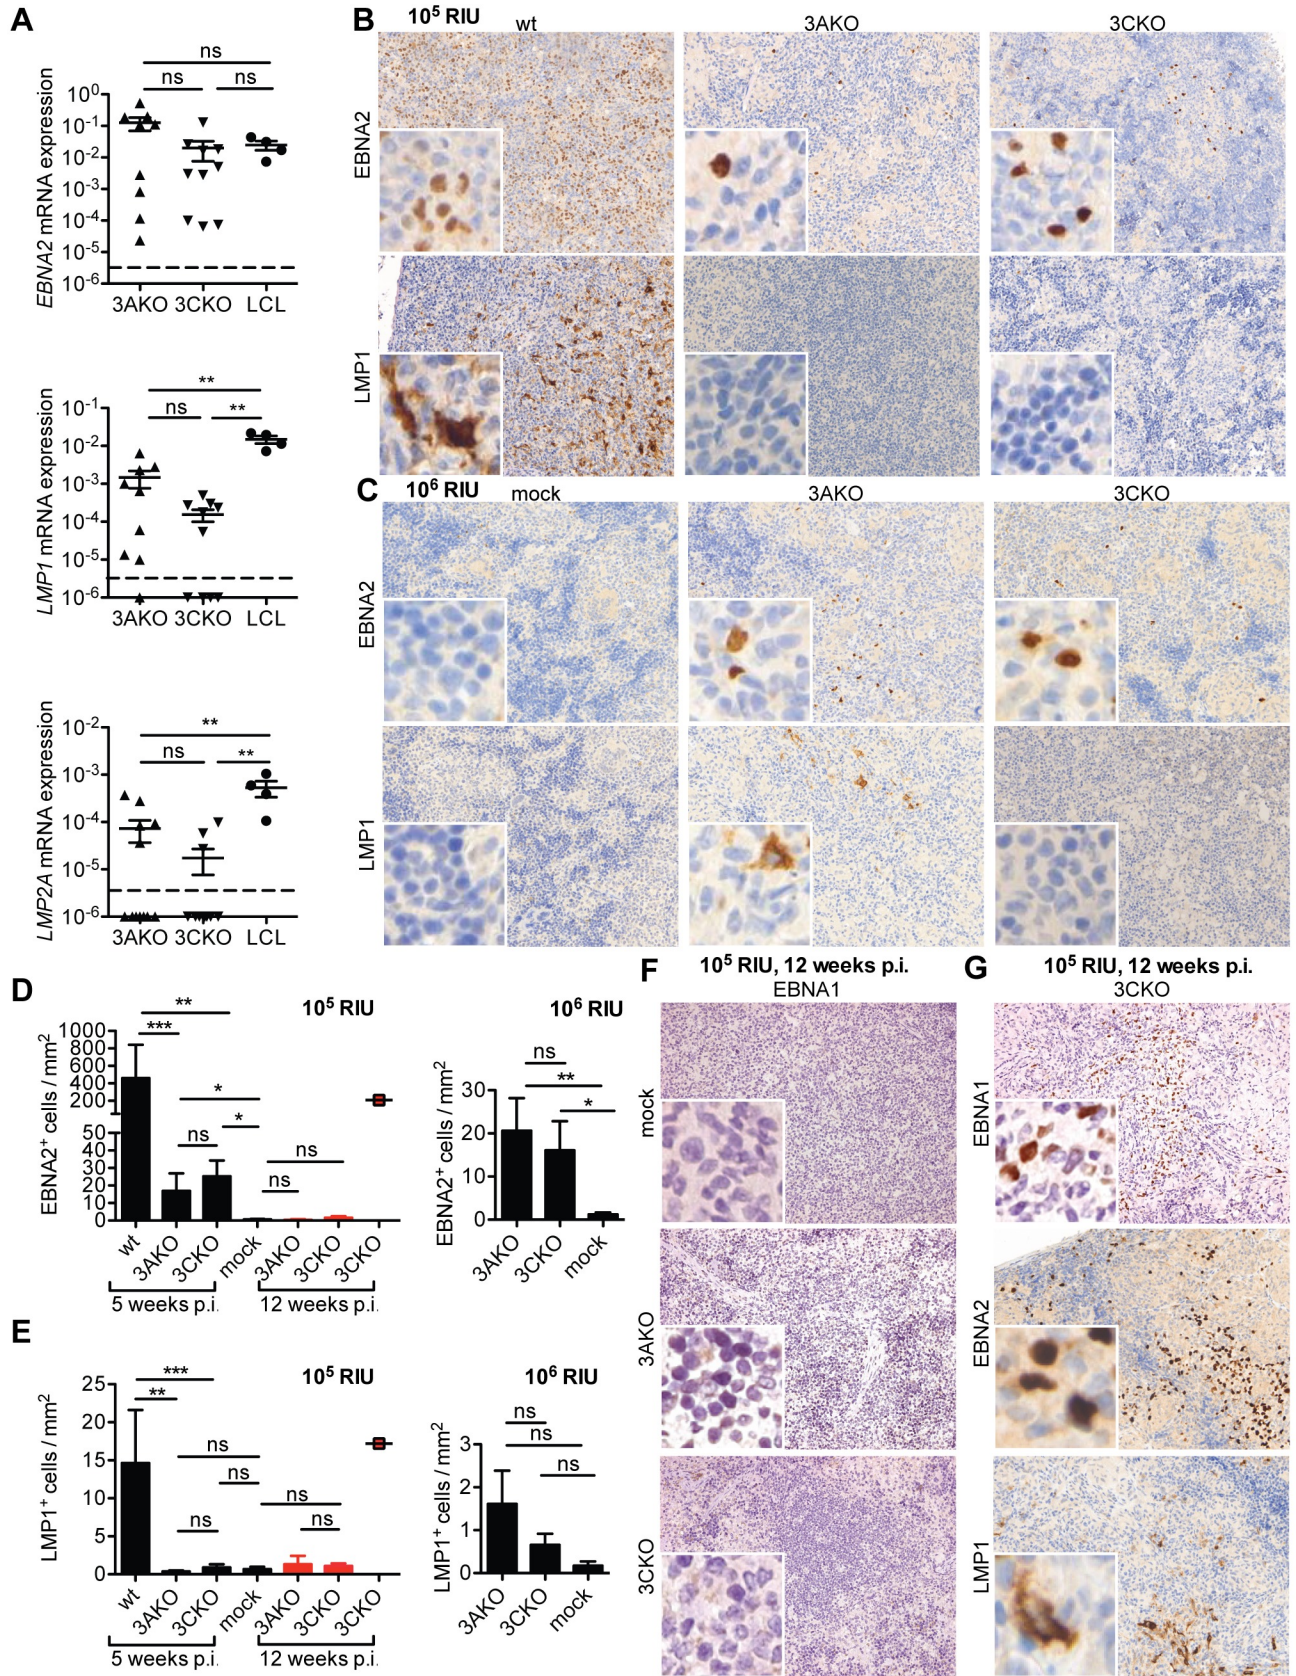 A
ns
ns
ns
EBNA2 mRNA expression
10⁰
10⁻¹
10⁻²
10⁻³
10⁻⁴
10⁻⁵
10⁻⁶
3AKO 3CKO LCL
**
ns
**
LMP1 mRNA expression
10⁻¹
10⁻²
10⁻³
10⁻⁴
10⁻⁵
10⁻⁶
3AKO 3CKO LCL
**
ns
**
LMP2A mRNA expression
10⁻²
10⁻³
10⁻⁴
10⁻⁵
10⁻⁶
3AKO 3CKO LCL
B
10⁵ RIU
wt
3AKO
3CKO
EBNA2
LMP1
C
10⁶ RIU
mock
3AKO
3CKO
EBNA2
LMP1
D
10⁵ RIU
**
***
*
*
ns
ns
ns
EBNA2⁺ cells / mm²
1000
800
600
400
200
50
40
30
20
10
0
wt
3AKO
3CKO
mock
3AKO
3CKO
3CKO
5 weeks p.i.
12 weeks p.i.
10⁶ RIU
ns
**
*
EBNA2⁺ cells / mm²
30
20
10
0
3AKO
3CKO
mock
E
10⁵ RIU
***
**
ns
ns
ns
ns
ns
LMP1⁺ cells / mm²
25
20
15
10
5
0
wt
3AKO
3CKO
mock
3AKO
3CKO
3CKO
5 weeks p.i.
12 weeks p.i.
10⁶ RIU
ns
ns
ns
LMP1⁺ cells / mm²
3
2
1
0
3AKO
3CKO
mock
F
10⁵ RIU, 12 weeks p.i.
EBNA1
mock
3AKO
3CKO
G
10⁵ RIU, 12 weeks p.i.
3CKO
EBNA1
EBNA2
LMP1